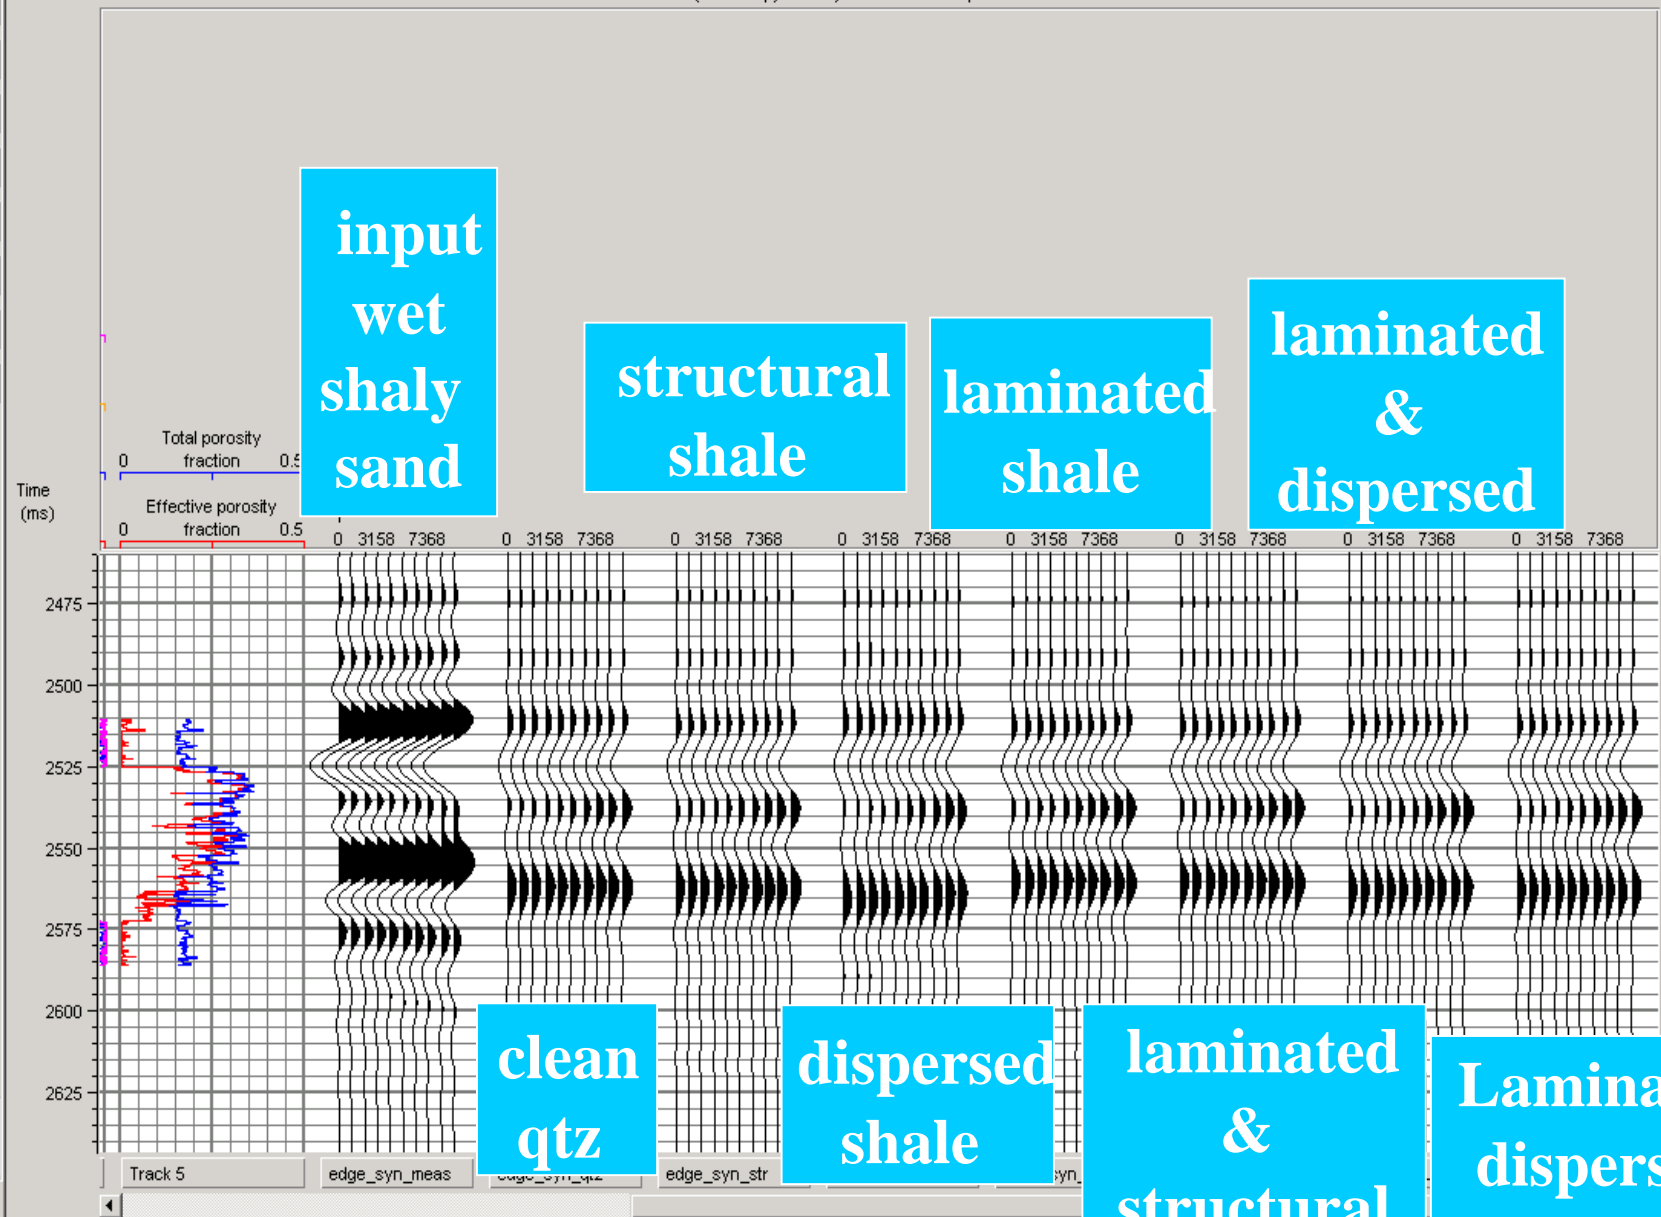 input
wet
shaly
sand
structural
shale
laminated
shale
laminated
&
dispersed
Total porosity
0 fraction 0.5
Time
(ms)
Effective porosity
0 fraction 0.5
0 3158 7368 0 3158 7368 0 3158 7368 0 3158 7368 0 3158 7368 0 3158 7368 0 3158 7368 0 3158 7368
2475
2500
2525
2550
2575
2600
2625
clean
qtz
dispersed
shale
laminated
&
structural
Lamina
dispers
Track 5 edge_syn_meas edge_syn_qtz edge_syn_str